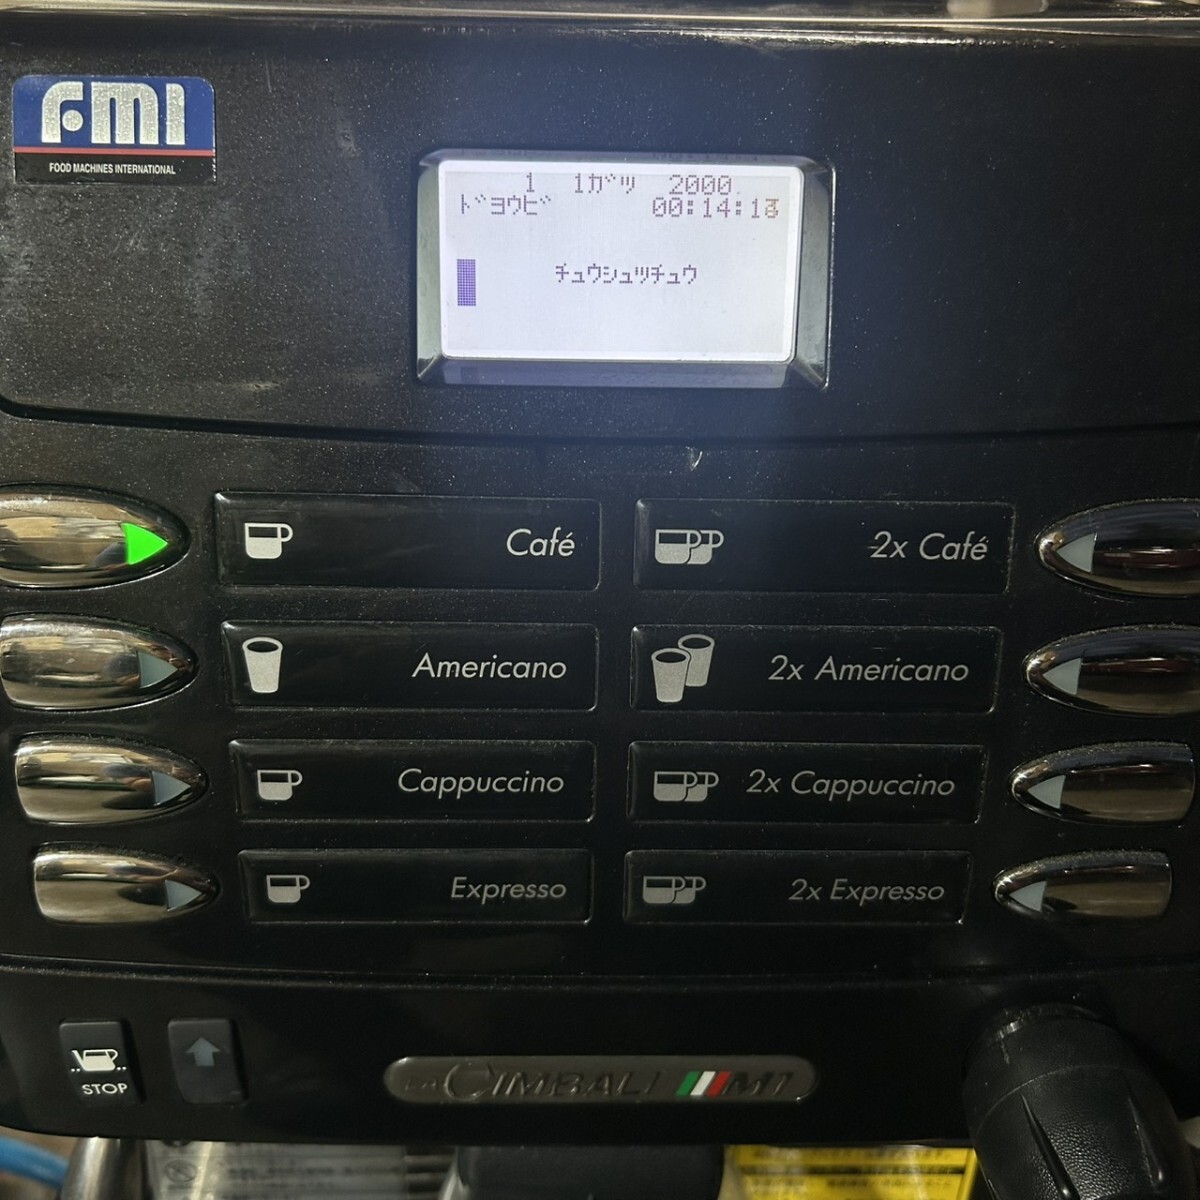 FMI
FOOD MACHINES INTERNATIONAL
1 1ガツ 2000
ドヨウビ 00:14:18
チュウシュツチュウ
Café
2x Café
Americano
2x Americano
Cappuccino
2x Cappuccino
Expresso
2x Expresso
STOP
LA CIMBALI M1